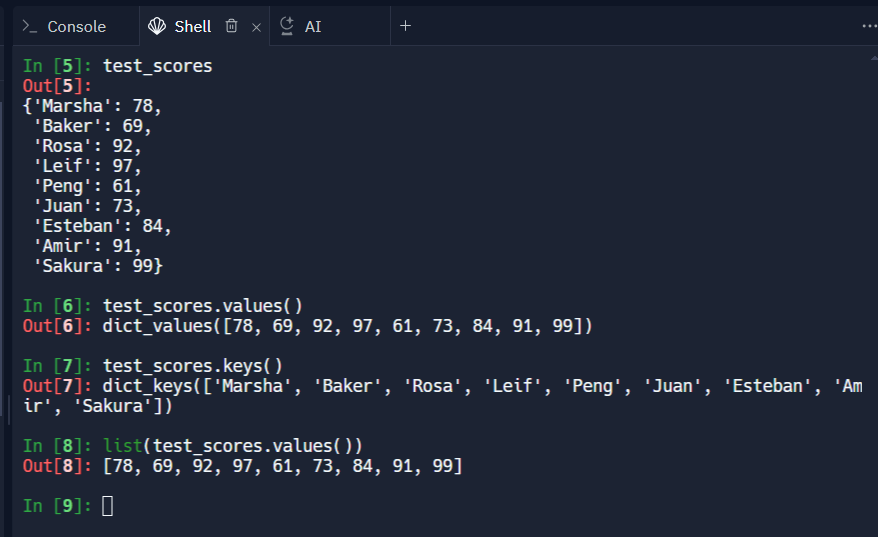 >_ Console Shell × AI + ...
In [5]: test_scores
Out[5]:
{'Marsha': 78,
 'Baker': 69,
 'Rosa': 92,
 'Leif': 97,
 'Peng': 61,
 'Juan': 73,
 'Esteban': 84,
 'Amir': 91,
 'Sakura': 99}
In [6]: test_scores.values()
Out[6]: dict_values([78, 69, 92, 97, 61, 73, 84, 91, 99])
In [7]: test_scores.keys()
Out[7]: dict_keys(['Marsha', 'Baker', 'Rosa', 'Leif', 'Peng', 'Juan', 'Esteban', 'Am
ir', 'Sakura'])
In [8]: list(test_scores.values())
Out[8]: [78, 69, 92, 97, 61, 73, 84, 91, 99]
In [9]: